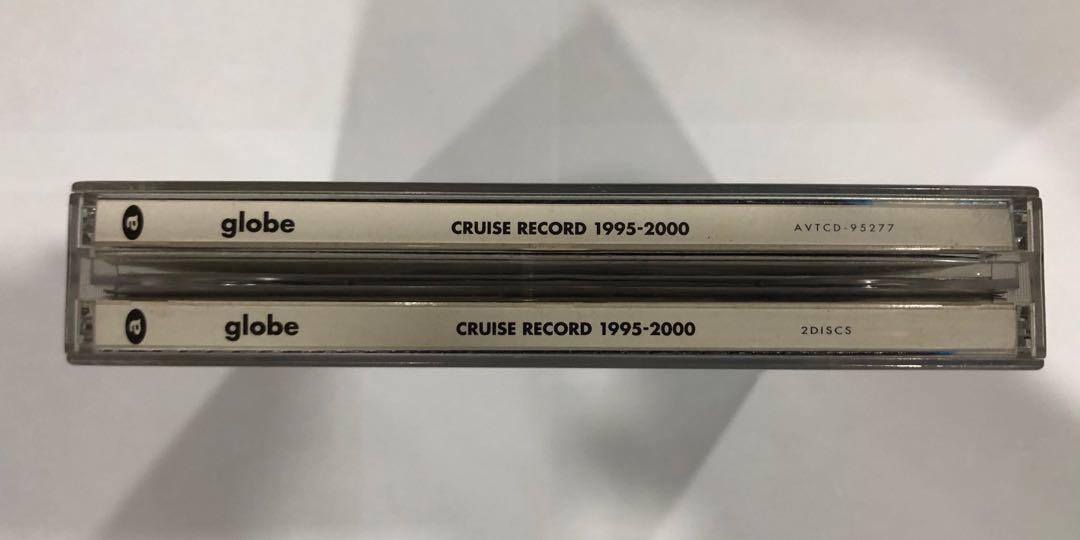 a globe CRUISE RECORD 1995-2000 AVTCD-95277
a globe CRUISE RECORD 1995-2000 2DISCS